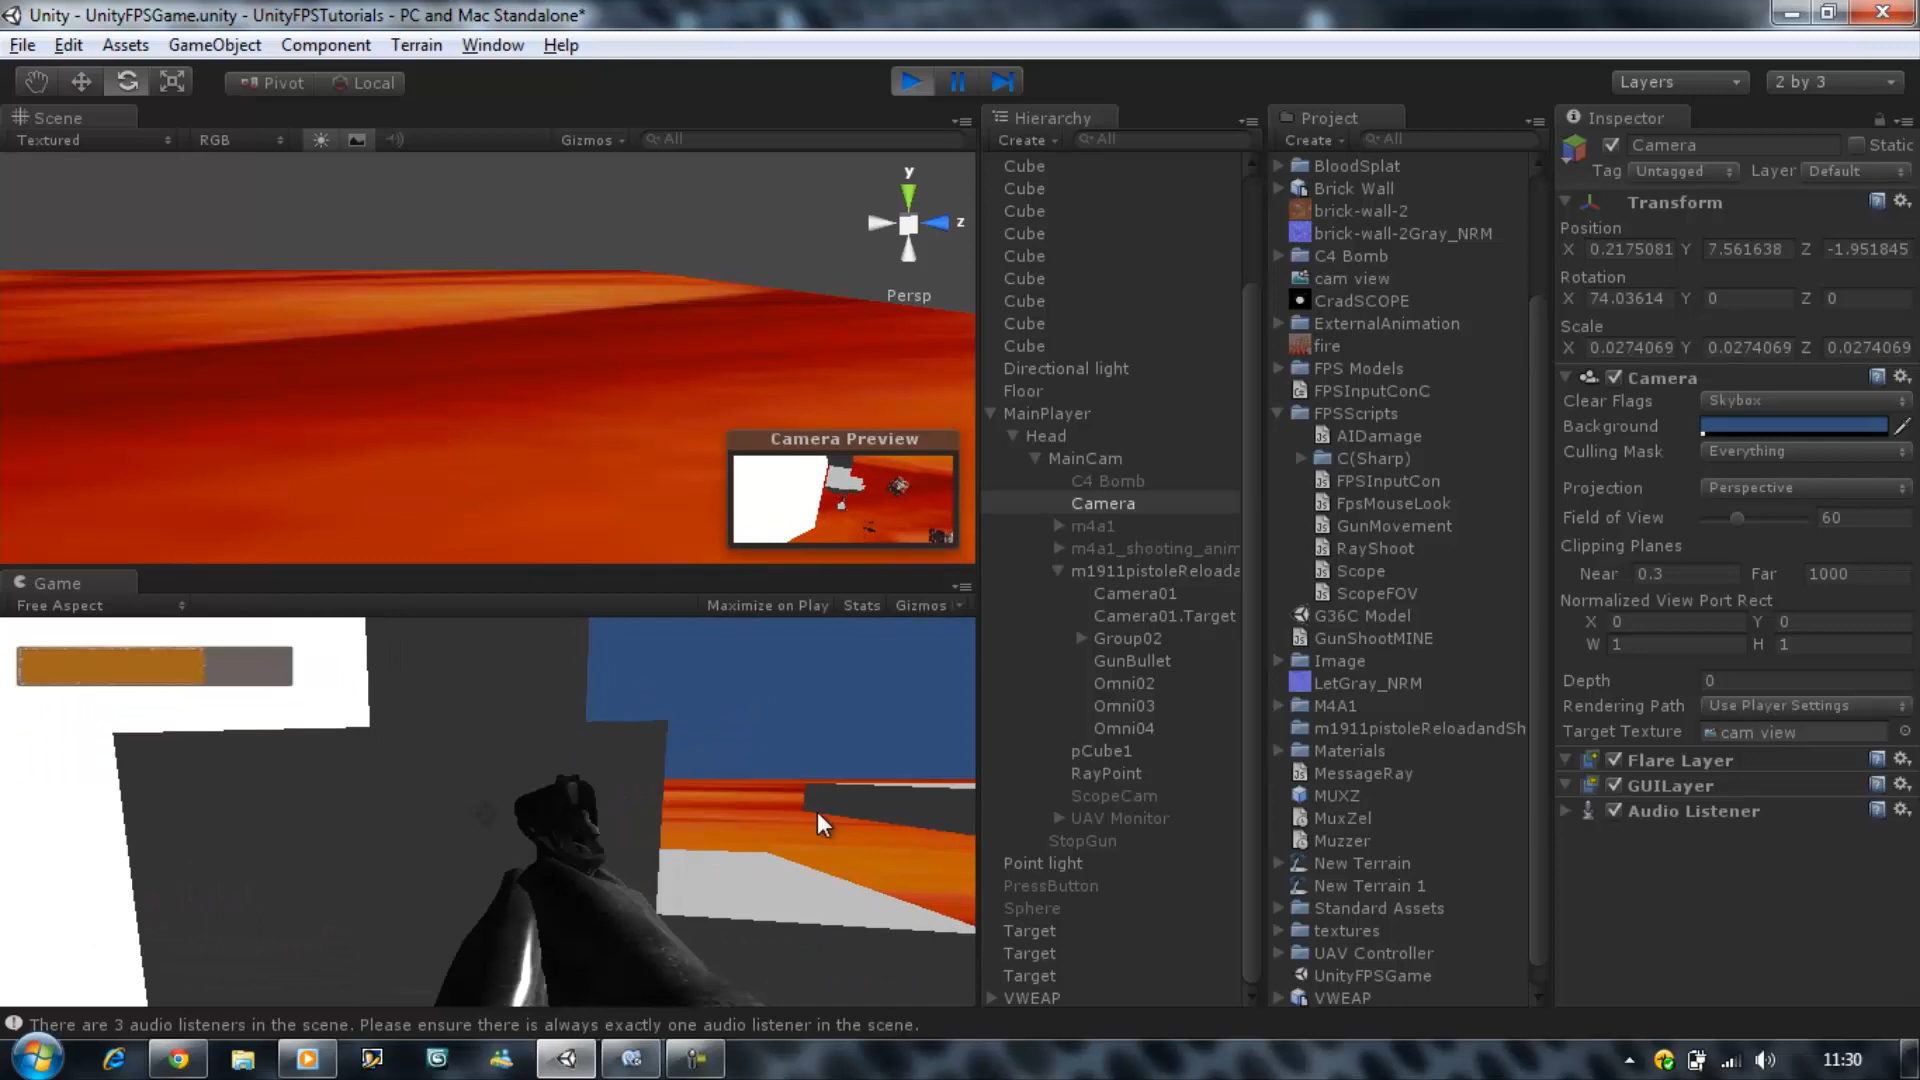 Unity - UnityFPSGame.unity - UnityFPSTutorials - PC and Mac Standalone*
File Edit Assets GameObject Component Terrain Window Help
Pivot Local
Layers 2 by 3
Scene
Textured RGB Gizmos All
y
z
Persp
Camera Preview
Game
Free Aspect Maximize on Play Stats Gizmos
Hierarchy
Create All
Cube
Cube
Cube
Cube
Cube
Cube
Cube
Cube
Cube
Directional light
Floor
MainPlayer
Head
MainCam
C4 Bomb
Camera
m4a1
m4a1_shooting_anim
m1911pistoleReloada
Camera01
Camera01.Target
Group02
GunBullet
Omni02
Omni03
Omni04
pCube1
RayPoint
ScopeCam
UAV Monitor
StopGun
Point light
PressButton
Sphere
Target
Target
Target
VWEAP
Project
Create All
BloodSplat
Brick Wall
brick-wall-2
brick-wall-2Gray_NRM
C4 Bomb
cam view
CradSCOPE
ExternalAnimation
fire
FPS Models
FPSInputConC
FPSScripts
AIDamage
C(Sharp)
FPSInputCon
FpsMouseLook
GunMovement
RayShoot
Scope
ScopeFOV
G36C Model
GunShootMINE
Image
LetGray_NRM
M4A1
m1911pistoleReloadandSh
Materials
MessageRay
MUXZ
MuxZel
Muzzer
New Terrain
New Terrain 1
Standard Assets
textures
UAV Controller
UnityFPSGame
VWEAP
Inspector
Camera Static
Tag Untagged Layer Default
Transform
Position
X 0.2175081 Y 7.561638 Z -1.951845
Rotation
X 74.03614 Y 0 Z 0
Scale
X 0.0274069 Y 0.0274069 Z 0.0274069
Camera
Clear Flags Skybox
Background
Culling Mask Everything
Projection Perspective
Field of View 60
Clipping Planes
Near 0.3 Far 1000
Normalized View Port Rect
X 0 Y 0
W 1 H 1
Depth 0
Rendering Path Use Player Settings
Target Texture cam view
Flare Layer
GUILayer
Audio Listener
There are 3 audio listeners in the scene. Please ensure there is always exactly one audio listener in the scene.
11:30